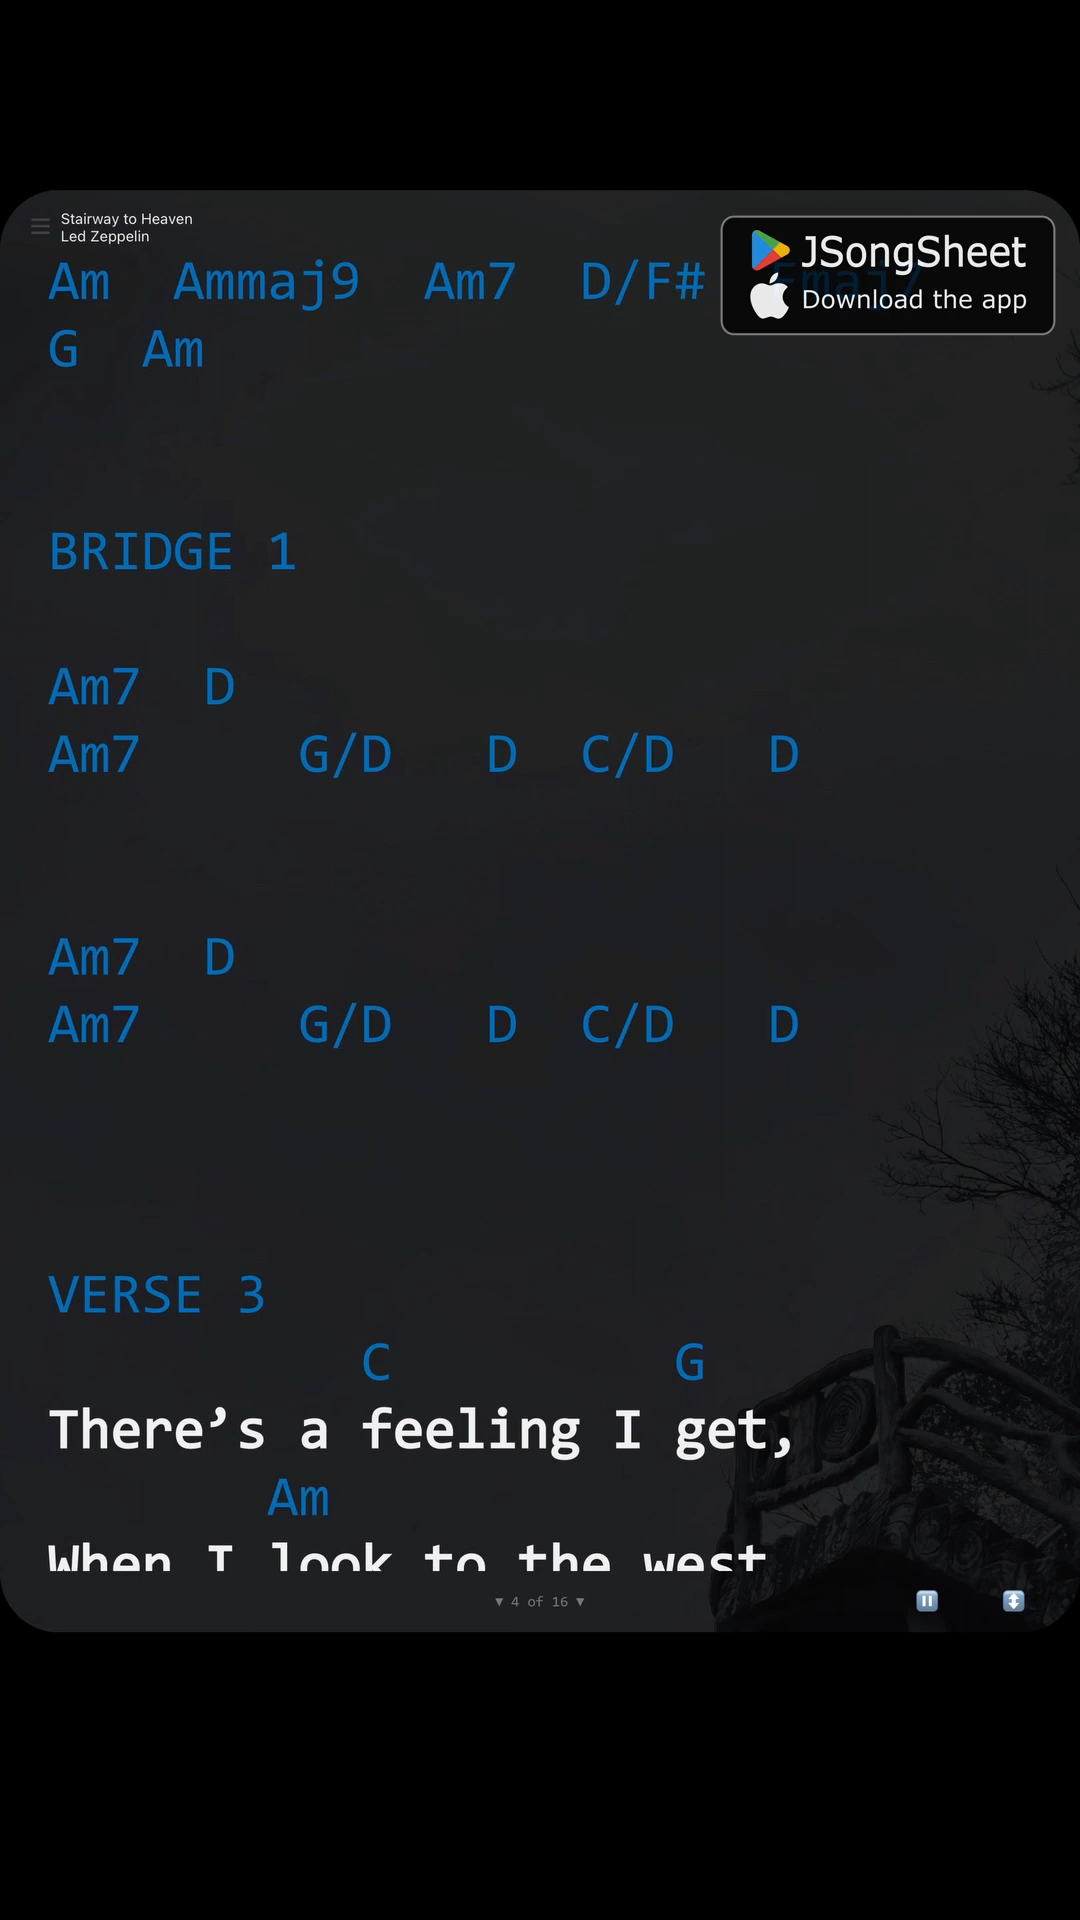 Stairway to Heaven
Led Zeppelin
JSongSheet
Download the app
Am Ammaj9 Am7 D/F# Fmaj7
G Am
BRIDGE 1
Am7 D
Am7 G/D D C/D D
Am7 D
Am7 G/D D C/D D
VERSE 3
C G
There’s a feeling I get,
Am
When I look to the west
▼ 4 of 16 ▼